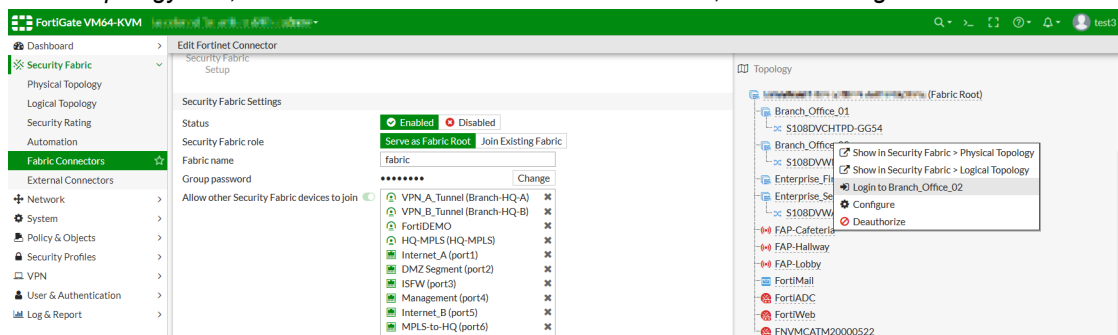 FortiGate VM64-KVM
test3
Dashboard
Security Fabric
Physical Topology
Logical Topology
Security Rating
Automation
Fabric Connectors
External Connectors
Network
System
Policy & Objects
Security Profiles
VPN
User & Authentication
Log & Report
Edit Fortinet Connector
Security Fabric
Setup
Security Fabric Settings
Status Enabled Disabled
Security Fabric role Serve as Fabric Root Join Existing Fabric
Fabric name fabric
Group password •••••••• Change
Allow other Security Fabric devices to join VPN_A_Tunnel (Branch-HQ-A)
VPN_B_Tunnel (Branch-HQ-B)
FortiDEMO
HQ-MPLS (HQ-MPLS)
Internet_A (port1)
DMZ Segment (port2)
ISFW (port3)
Management (port4)
Internet_B (port5)
MPLS-to-HQ (port6)
Topology
(Fabric Root)
Branch_Office_01
S108DVCHTPD-GG54
Show in Security Fabric > Physical Topology
Show in Security Fabric > Logical Topology
Login to Branch_Office_02
Configure
Deauthorize
FAP-Cafeteria
FAP-Hallway
FAP-Lobby
FortiMail
FortiADC
FortiWeb
FNVMCATM20000522